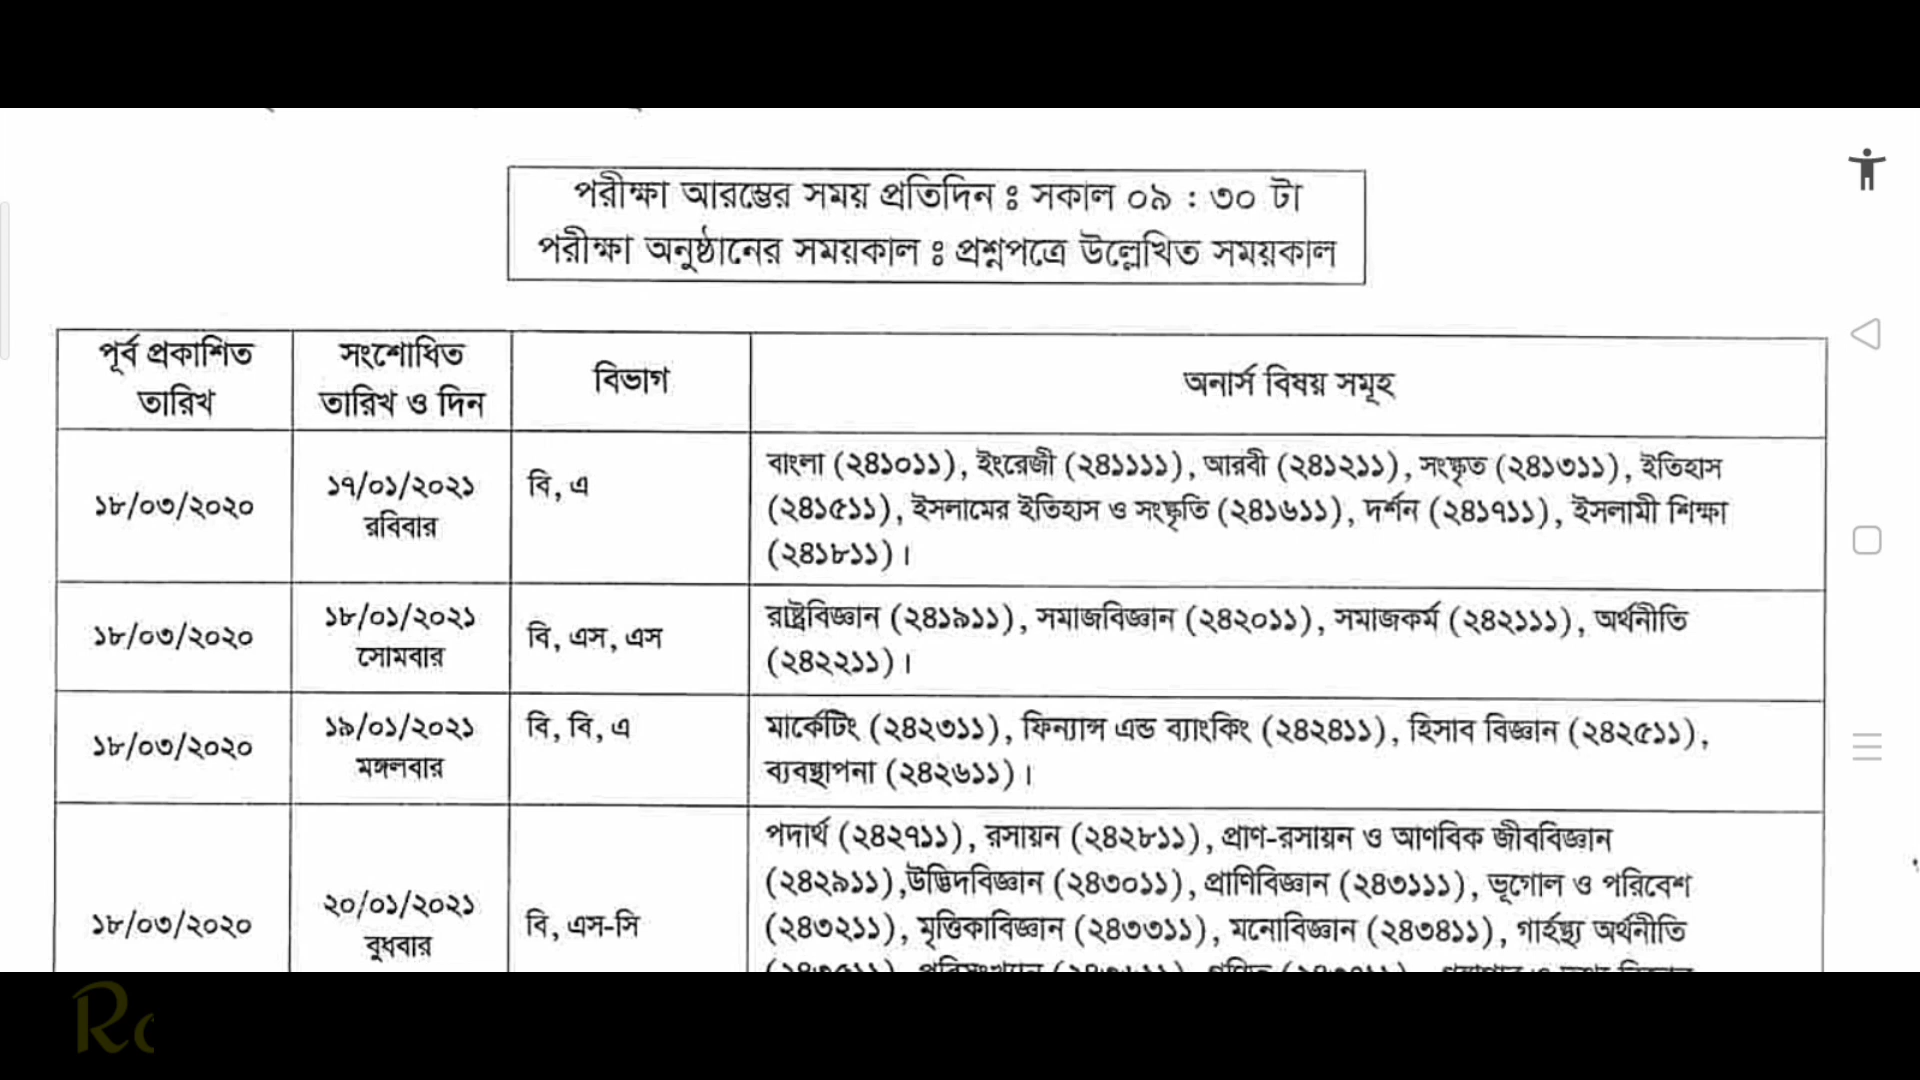 পরীক্ষা আরম্ভের সময় প্রতিদিন ঃ সকাল ০৯ : ৩০ টা
পরীক্ষা অনুষ্ঠানের সময়কাল ঃ প্রশ্নপত্রে উল্লেখিত সময়কাল
পূর্ব প্রকাশিত
তারিখ
সংশোধিত
তারিখ ও দিন
বিভাগ
অনার্স বিষয় সমূহ
১৮/০৩/২০২০
১৭/০১/২০২১
রবিবার
বি, এ
বাংলা (২৪১০১১), ইংরেজী (২৪১১১১), আরবী (২৪১২১১), সংস্কৃত (২৪১৩১১), ইতিহাস
(২৪১৫১১), ইসলামের ইতিহাস ও সংস্কৃতি (২৪১৬১১), দর্শন (২৪১৭১১), ইসলামী শিক্ষা
(২৪১৮১১)।
১৮/০৩/২০২০
১৮/০১/২০২১
সোমবার
বি, এস, এস
রাষ্ট্রবিজ্ঞান (২৪১৯১১), সমাজবিজ্ঞান (২৪২০১১), সমাজকর্ম (২৪২১১১), অর্থনীতি
(২৪২২১১)।
১৮/০৩/২০২০
১৯/০১/২০২১
মঙ্গলবার
বি, বি, এ
মার্কেটিং (২৪২৩১১), ফিন্যান্স এন্ড ব্যাংকিং (২৪২৪১১), হিসাব বিজ্ঞান (২৪২৫১১),
ব্যবস্থাপনা (২৪২৬১১)।
১৮/০৩/২০২০
২০/০১/২০২১
বুধবার
বি, এস-সি
পদার্থ (২৪২৭১১), রসায়ন (২৪২৮১১), প্রাণ-রসায়ন ও আণবিক জীববিজ্ঞান
(২৪২৯১১),উদ্ভিদবিজ্ঞান (২৪৩০১১), প্রাণিবিজ্ঞান (২৪৩১১১), ভূগোল ও পরিবেশ
(২৪৩২১১), মৃত্তিকাবিজ্ঞান (২৪৩৩১১), মনোবিজ্ঞান (২৪৩৪১১), গার্হস্থ্য অর্থনীতি